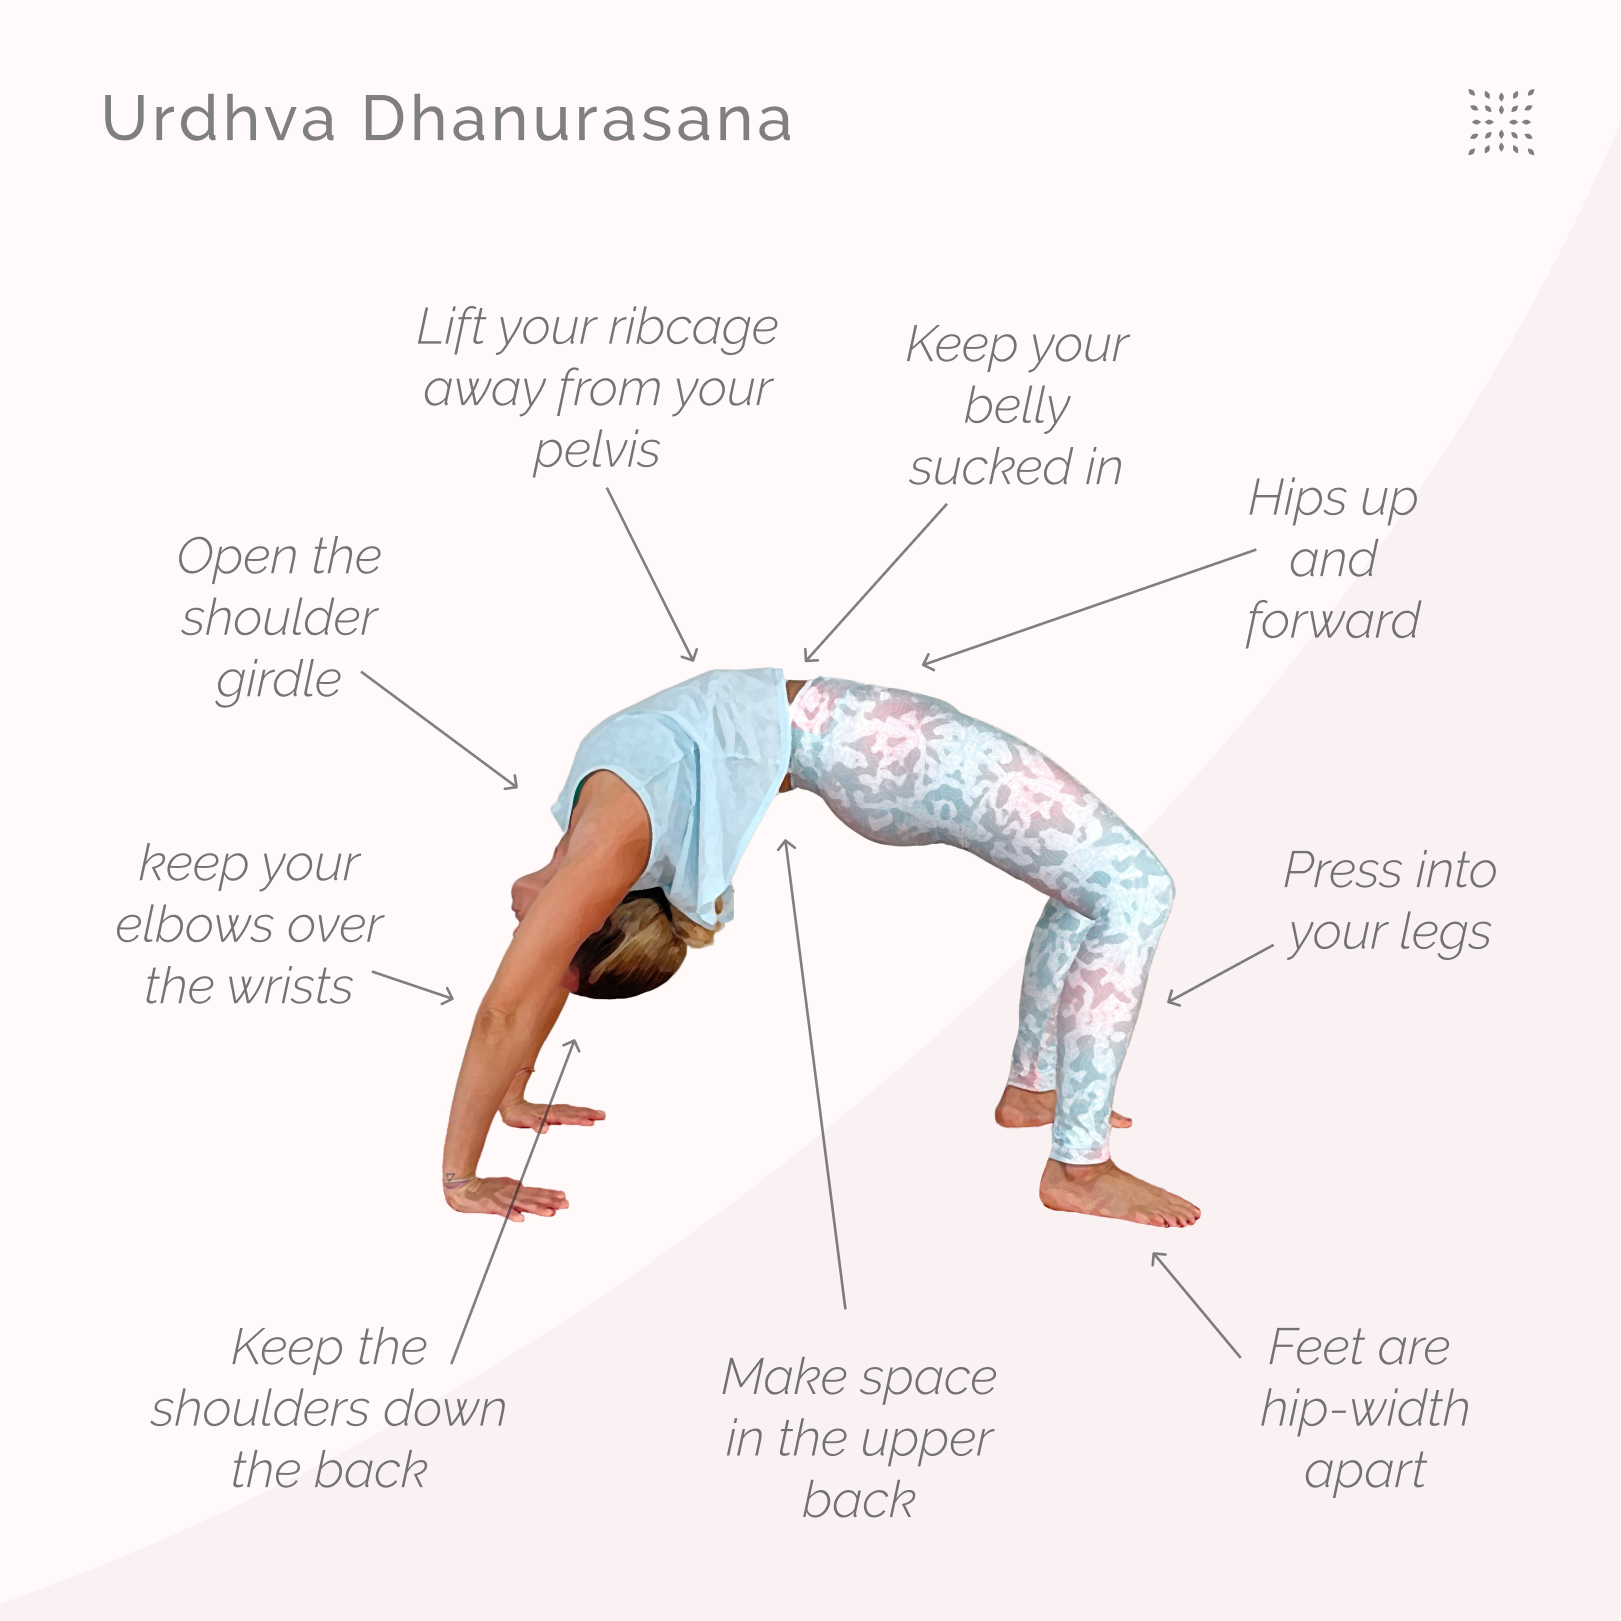 Urdhva Dhanurasana
Lift your ribcage
away from your
pelvis
Keep your
belly
sucked in
Hips up
and
forward
Open the
shoulder
girdle
keep your
elbows over
the wrists
Press into
your legs
Keep the
shoulders down
the back
Make space
in the upper
back
Feet are
hip-width
apart